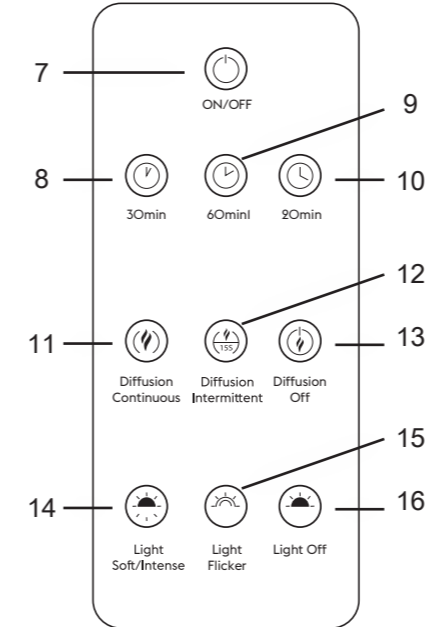 7
ON/OFF
9
8
10
30min 60minl 20min
12
11
15S
13
Diffusion Diffusion Diffusion
Continuous Intermittent Off
15
14
16
Light Light Light Off
Soft/Intense Flicker